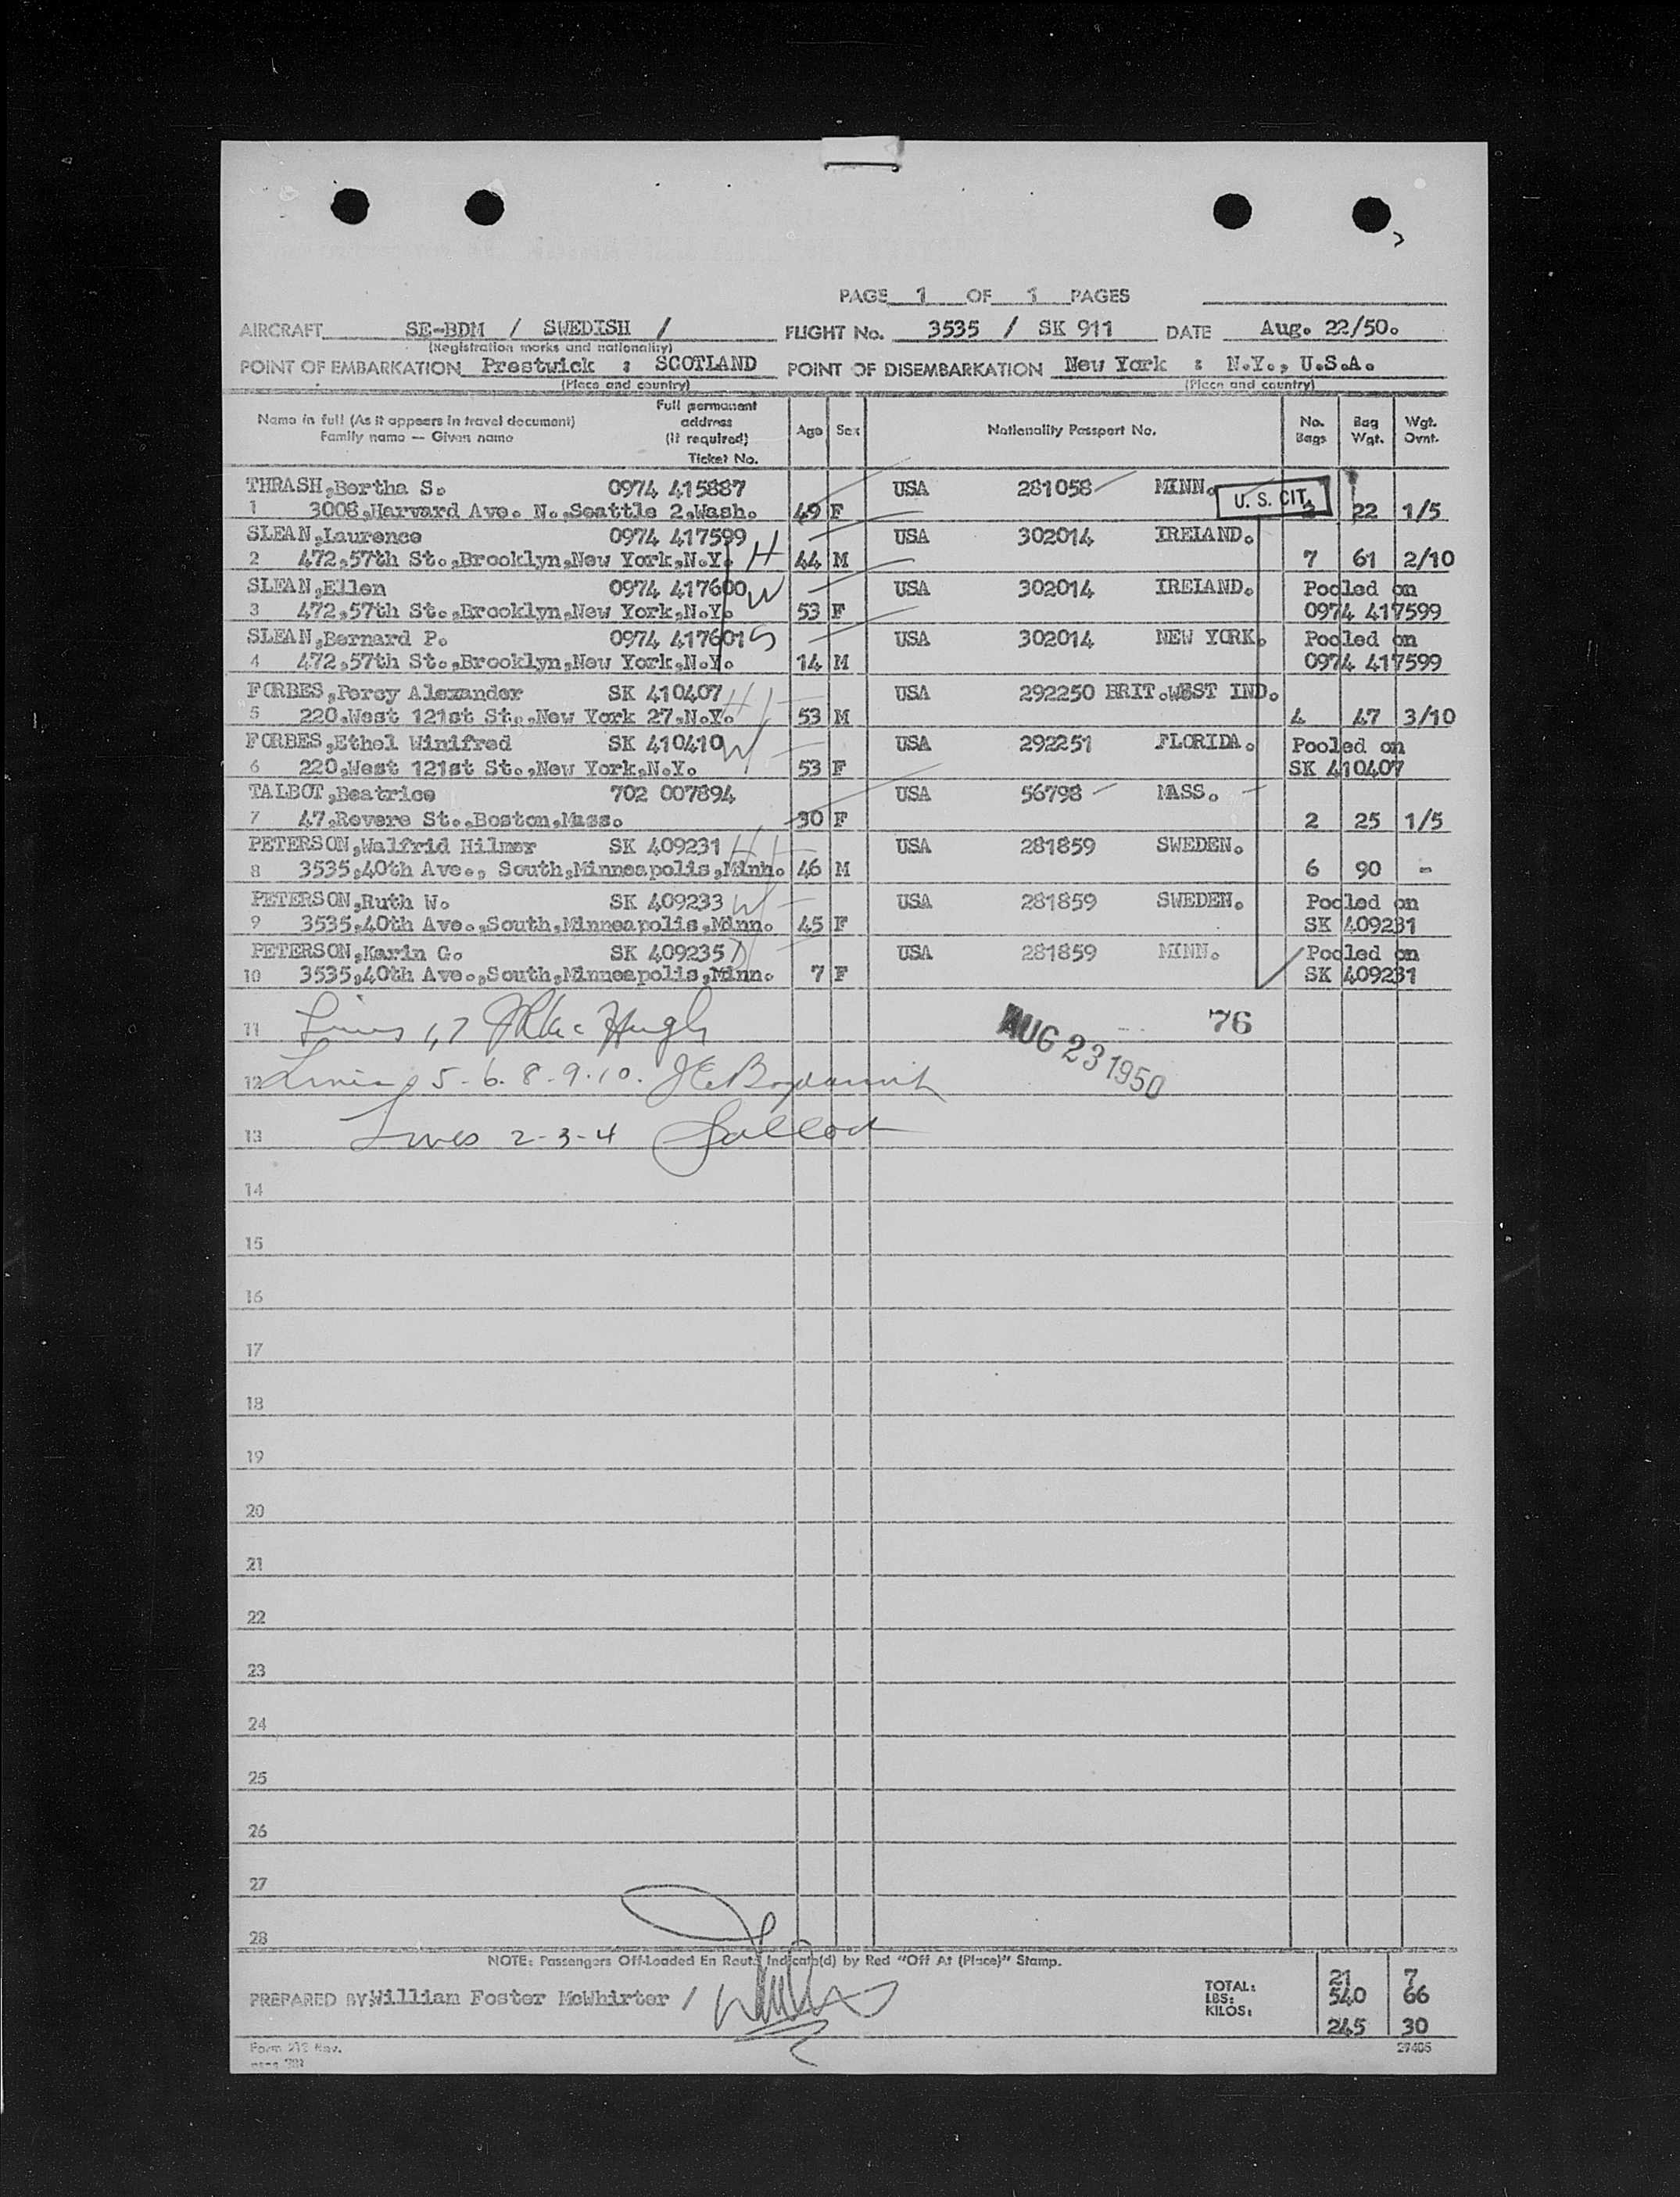 PAGE 1 OF 1 PAGES
AIRCRAFT SE-BDM / SWEDISH / FLIGHT No. 3535 / SK 911 DATE Aug. 22/50.
(Registration marks and nationality)
POINT OF EMBARKATION Prestwick : SCOTLAND POINT OF DISEMBARKATION New York : N.Y., U.S.A.
(Place and country) (Place and country)
Name in full (As it appears in travel document) Family name — Given name Full permanent address (if required) Ticket No. Age Sex Nationality Passport No. No. Bags Bag Wgt. Wgt. Ovnt.
THRASH,Bertha S. 0974 415887 USA 281058 MINN. U. S. CIT.
1 3008,Harvard Ave. N.,Seattle 2,Wash. 49 F 22 1/5
SLEAN,Laurence 0974 417599 USA 302014 IRELAND.
2 472,57th St.,Brooklyn,New York,N.Y. H 44 M 7 61 2/10
SLEAN,Ellen 0974 417600 W USA 302014 IRELAND. Pooled on
3 472,57th St.,Brooklyn,New York,N.Y. 53 F 0974 417599
SLEAN,Bernard P. 0974 417601 S USA 302014 NEW YORK. Pooled on
4 472,57th St.,Brooklyn,New York,N.Y. 14 M 0974 417599
FORBES,Percy Alexander SK 410407 H USA 292250 BRIT.WEST IND.
5 220,West 121st St.,New York 27,N.Y. 53 M 4 47 3/10
FORBES,Ethel Winifred SK 410410 W USA 292251 FLORIDA. Pooled on
6 220,West 121st St.,New York,N.Y. 53 F SK 410407
TALBOT,Beatrice 702 007894 USA 56798 MASS.
7 47,Revere St.,Boston,Mass. 30 F 2 25 1/5
PETERSON,Walfrid Hilmer SK 409231 H USA 281859 SWEDEN.
8 3535,40th Ave., South,Minneapolis,Minn. 46 M 6 90 -
PETERSON,Ruth W. SK 409233 W USA 281859 SWEDEN. Pooled on
9 3535,40th Ave.,South,Minneapolis,Minn. 45 F SK 409231
PETERSON,Karin G. SK 409235 USA 281859 MINN. Pooled on
10 3535,40th Ave.,South,Minneapolis,Minn. 7 F SK 409231
11 Lines 1,7 Hugh 76
AUG 23 1950
12 Lines 5-6.8-9.10.
13 Lines 2-3-4
14
15
16
17
18
19
20
21
22
23
24
25
26
27
28
NOTE: Passengers Off-Loaded En Route Indicate(d) by Red "Off At (Place)" Stamp.
PREPARED BY William Foster McWhirter /
TOTAL: 21 7
LBS: 540 66
KILOS: 245 30
Form 212 Rev. 29405